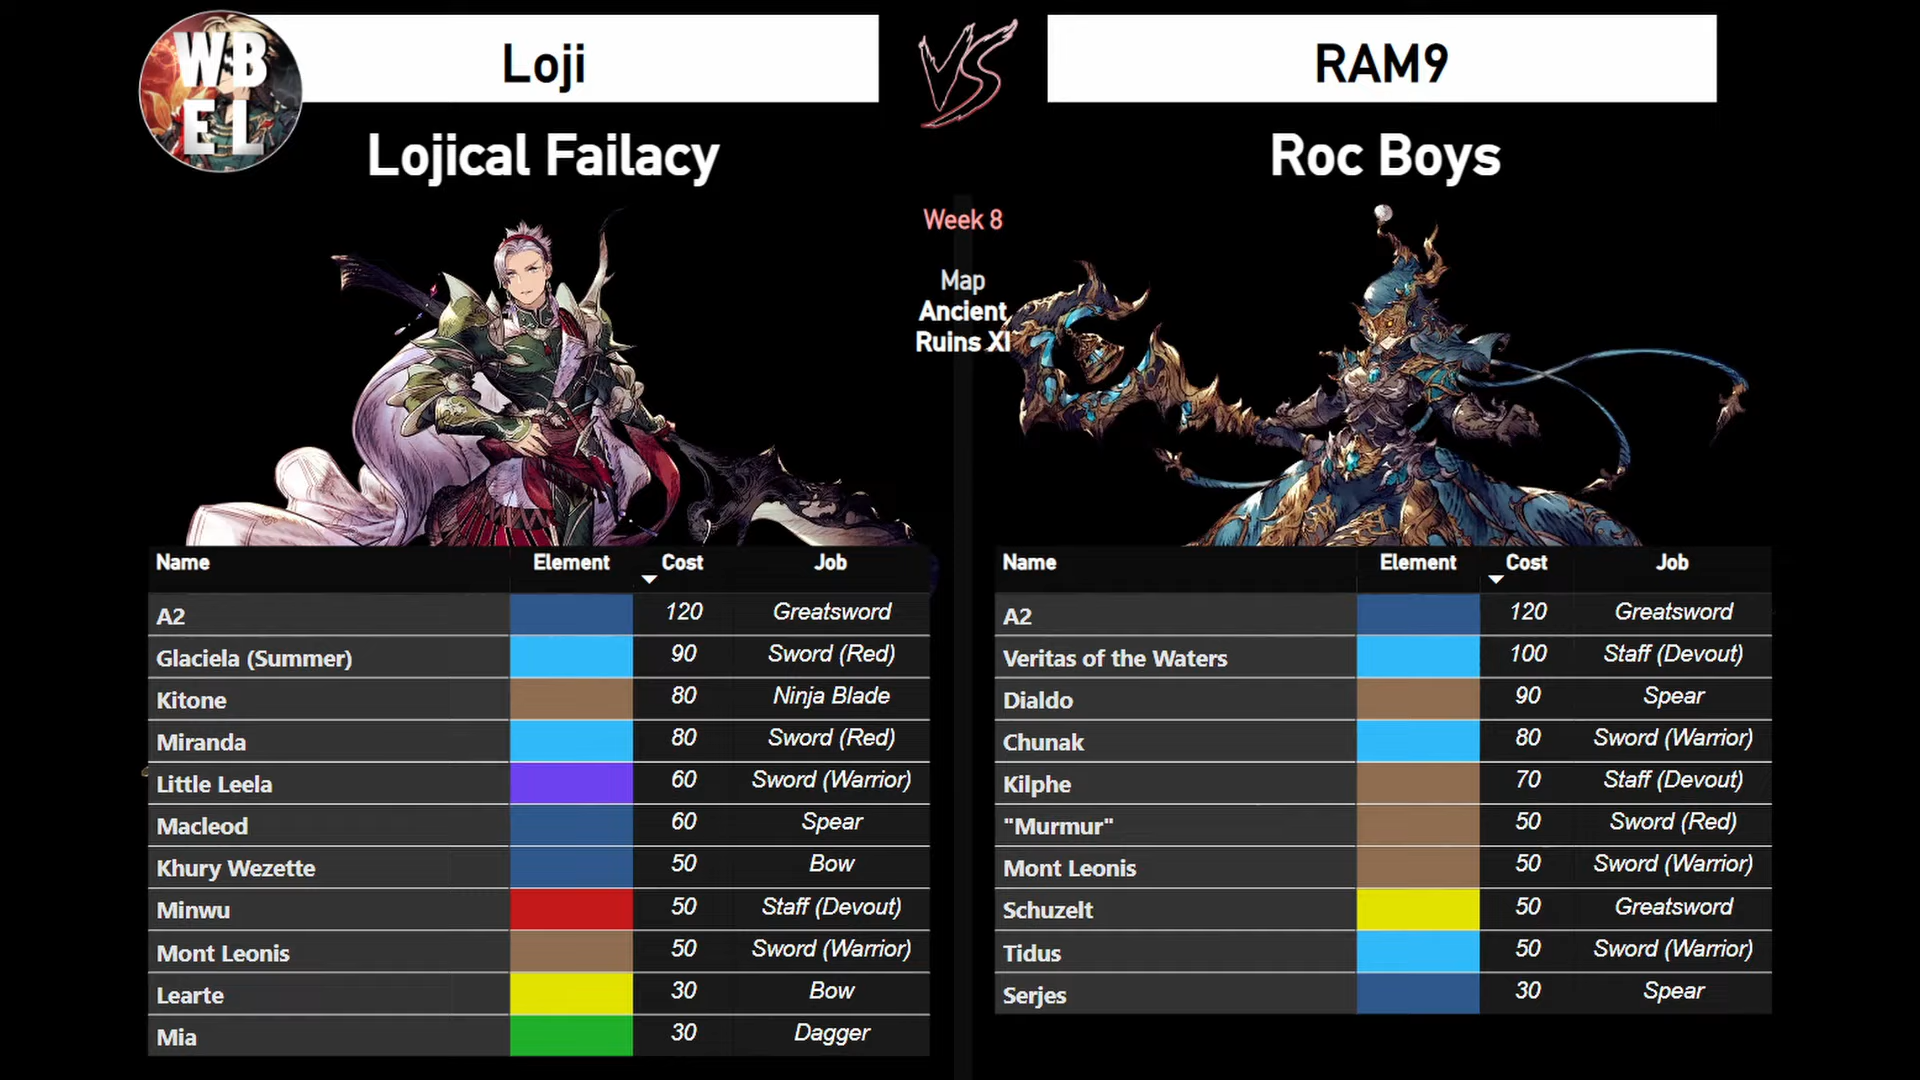 WB
EL
Loji
VS
RAM9
Lojical Failacy
Roc Boys
Week 8
Map
Ancient
Ruins XI
Name Element Cost Job
A2 120 Greatsword
Glaciela (Summer) 90 Sword (Red)
Kitone 80 Ninja Blade
Miranda 80 Sword (Red)
Little Leela 60 Sword (Warrior)
Macleod 60 Spear
Khury Wezette 50 Bow
Minwu 50 Staff (Devout)
Mont Leonis 50 Sword (Warrior)
Learte 30 Bow
Mia 30 Dagger
Name Element Cost Job
A2 120 Greatsword
Veritas of the Waters 100 Staff (Devout)
Dialdo 90 Spear
Chunak 80 Sword (Warrior)
Kilphe 70 Staff (Devout)
"Murmur" 50 Sword (Red)
Mont Leonis 50 Sword (Warrior)
Schuzelt 50 Greatsword
Tidus 50 Sword (Warrior)
Serjes 30 Spear